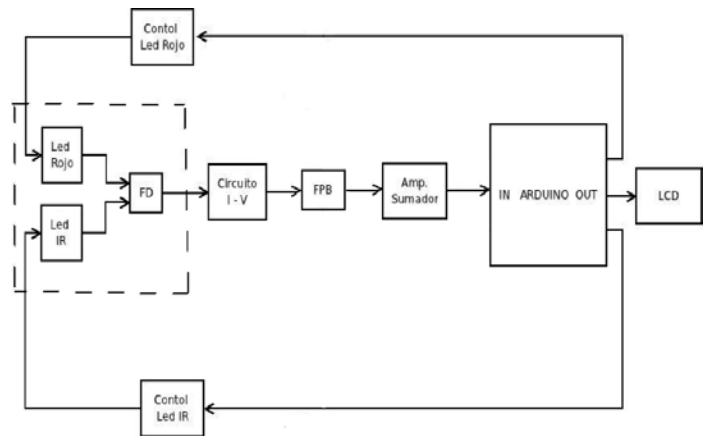 Contol
Led Rojo
Led
Rojo
FD
Circuito
I - V
FPB
Amp.
Sumador
IN ARDUINO OUT
LCD
Led
IR
Contol
Led IR